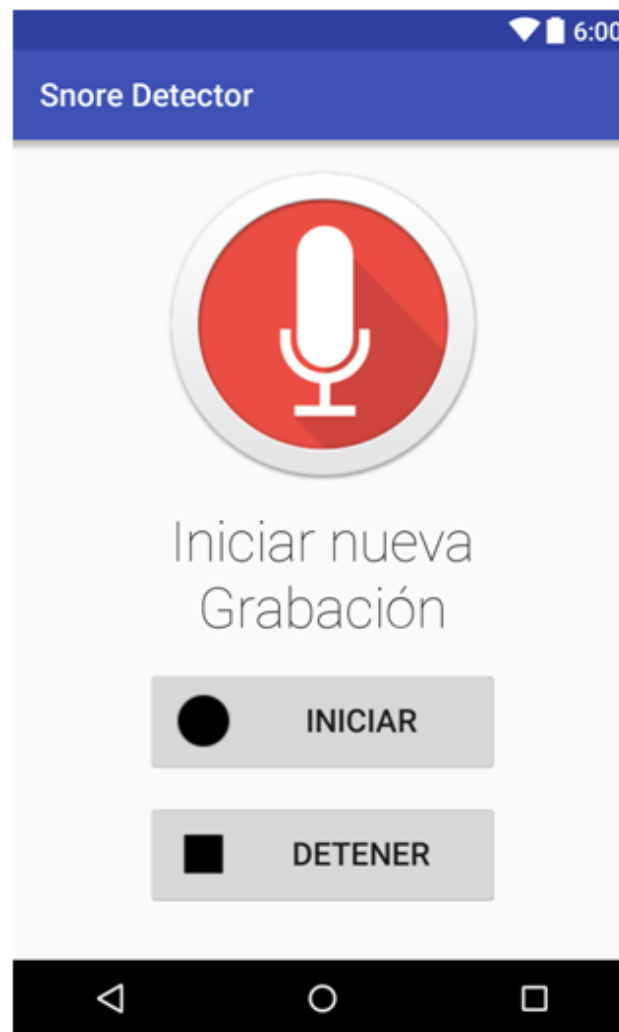 6:00
Snore Detector
Iniciar nueva
Grabación
INICIAR
DETENER